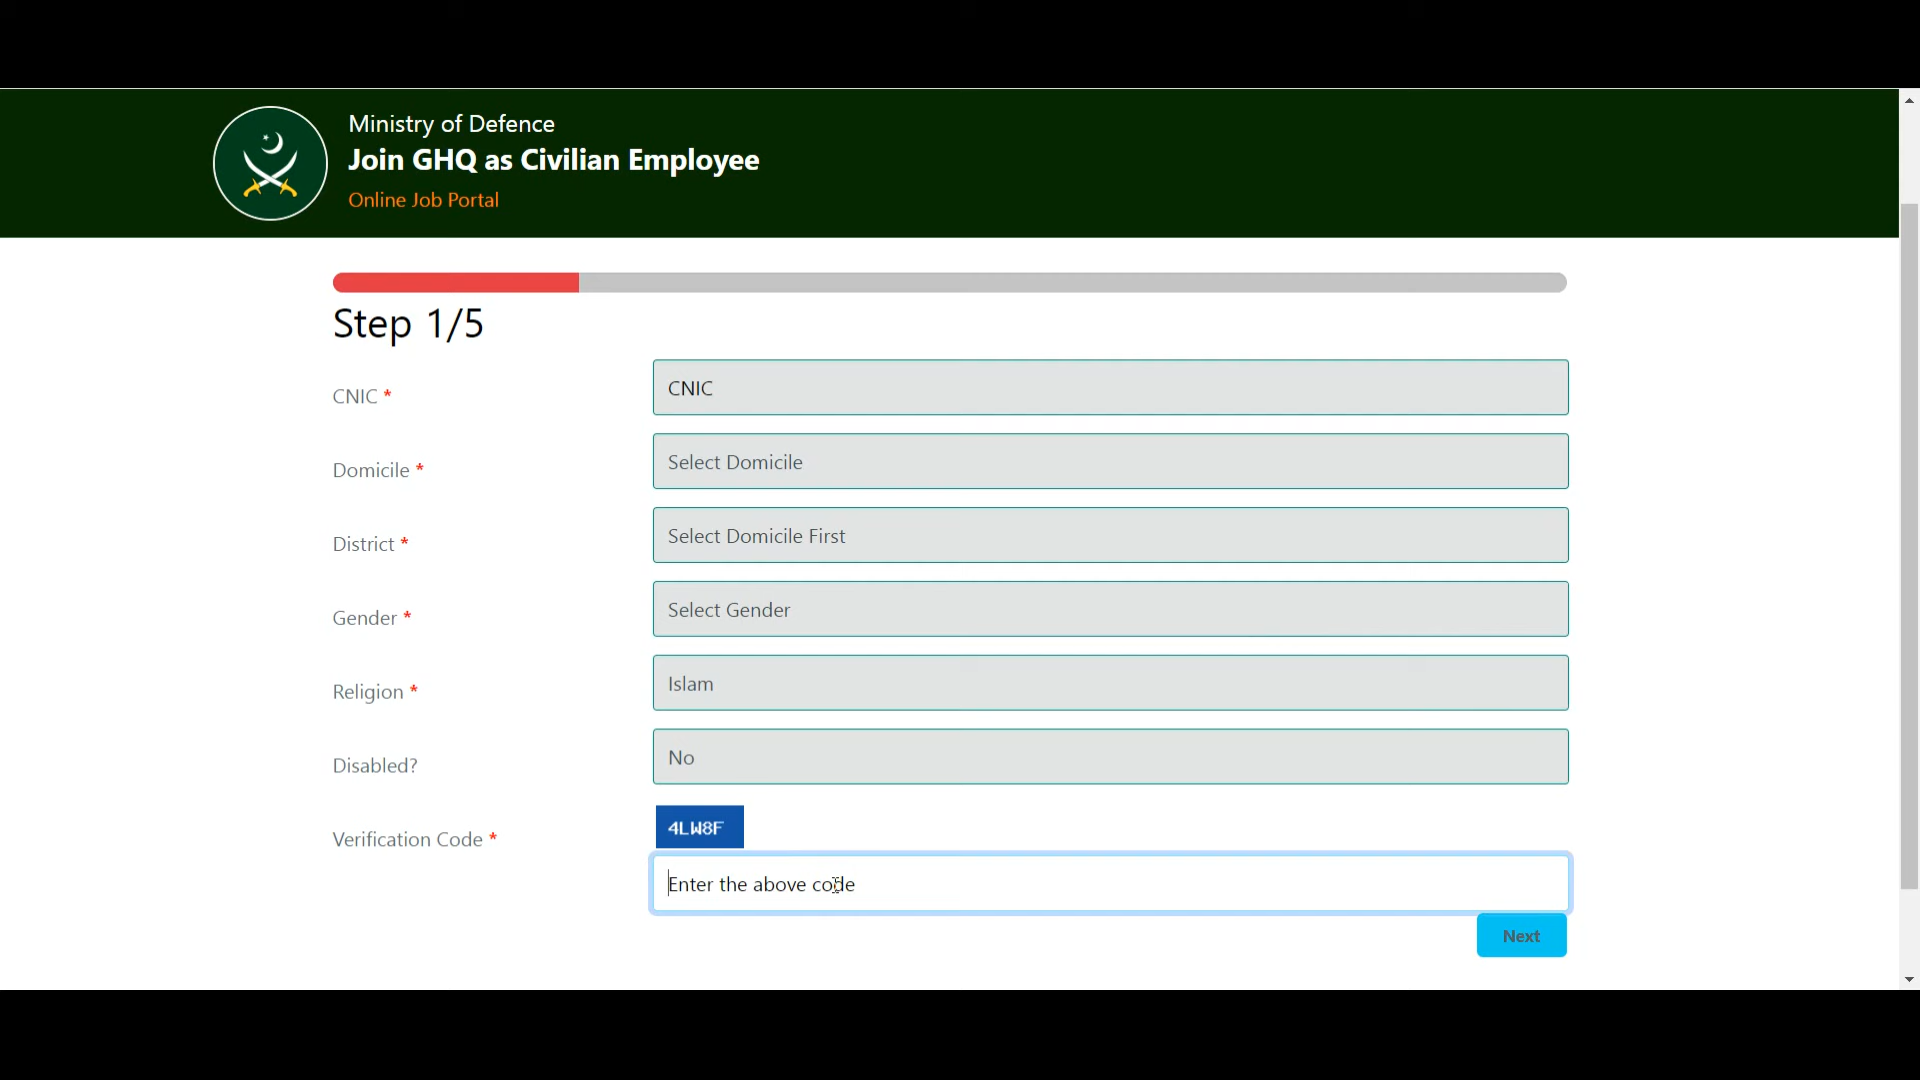 Ministry of Defence
Join GHQ as Civilian Employee
Online Job Portal
Step 1/5
CNIC *
CNIC
Domicile *
Select Domicile
District *
Select Domicile First
Gender *
Select Gender
Religion *
Islam
Disabled?
No
Verification Code *
4LW8F
Enter the above code
Next